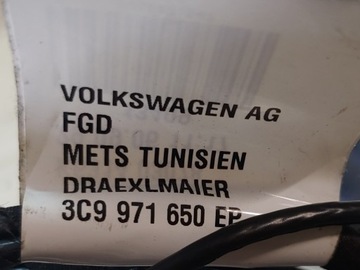 VOLKSWAGEN AG
FGD
METS TUNISIEN
DRAEXLMAIER
3C9 971 650 EP